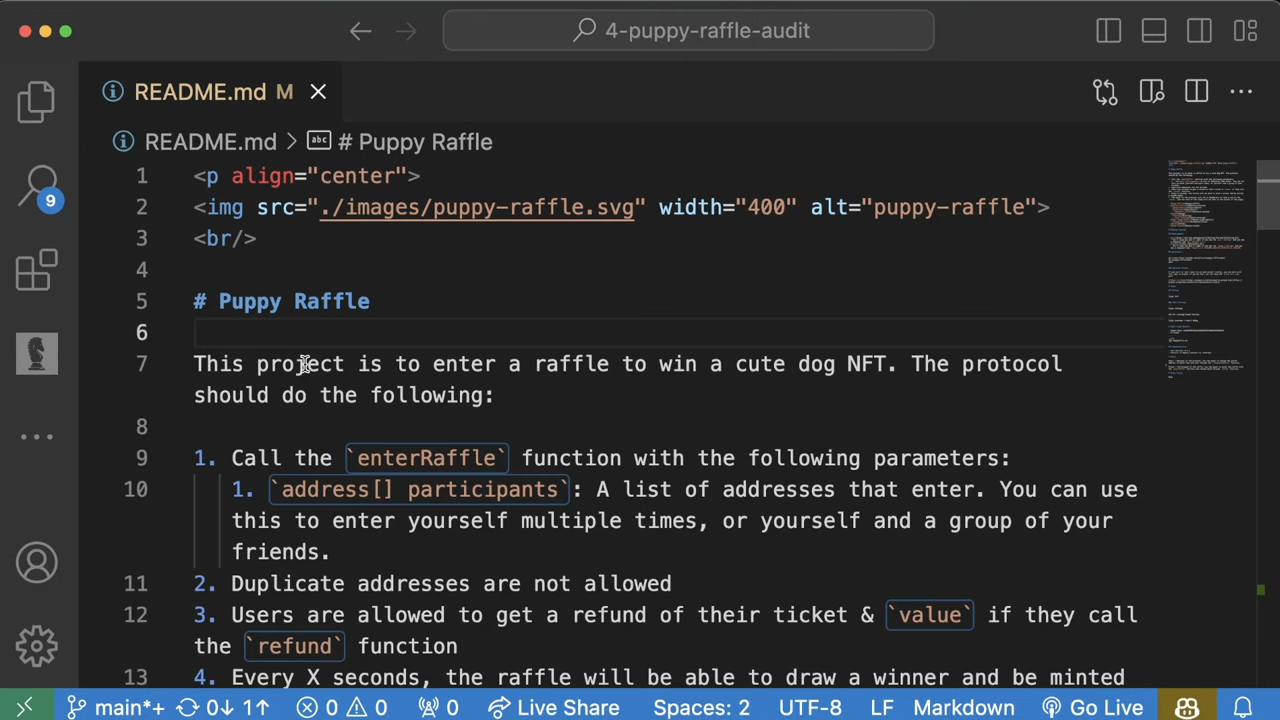 4-puppy-raffle-audit
README.md M
README.md > # Puppy Raffle
9
1 <p align="center">
2 <img src="./images/puppy-raffle.svg" width="400" alt="puppy-raffle">
3 <br/>
4
5 # Puppy Raffle
6
7 This project is to enter a raffle to win a cute dog NFT. The protocol
should do the following:
8
9 1. Call the `enterRaffle` function with the following parameters:
10 1. `address[] participants`: A list of addresses that enter. You can use
this to enter yourself multiple times, or yourself and a group of your
friends.
11 2. Duplicate addresses are not allowed
12 3. Users are allowed to get a refund of their ticket & `value` if they call
the `refund` function
13 4. Every X seconds, the raffle will be able to draw a winner and be minted
main*+ 0↓ 1↑ 0 0 0 Live Share Spaces: 2 UTF-8 LF Markdown Go Live